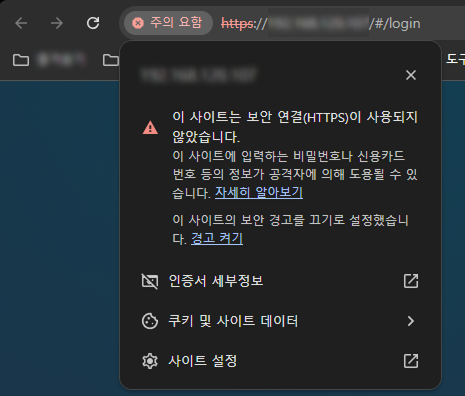 주의 요함
https://
/#/login
도구
이 사이트는 보안 연결(HTTPS)이 사용되지
않았습니다.
이 사이트에 입력하는 비밀번호나 신용카드
번호 등의 정보가 공격자에 의해 도용될 수 있
습니다. 자세히 알아보기
이 사이트의 보안 경고를 끄기로 설정했습니
다. 경고 켜기
인증서 세부정보
쿠키 및 사이트 데이터
사이트 설정